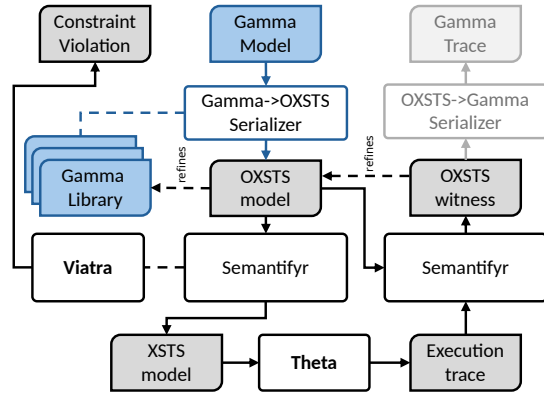 Constraint
Violation
Gamma
Model
Gamma
Trace
Gamma->OXSTS
Serializer
OXSTS->Gamma
Serializer
refines
refines
Gamma
Library
OXSTS
model
OXSTS
witness
Viatra
Semantifyr
Semantifyr
XSTS
model
Theta
Execution
trace